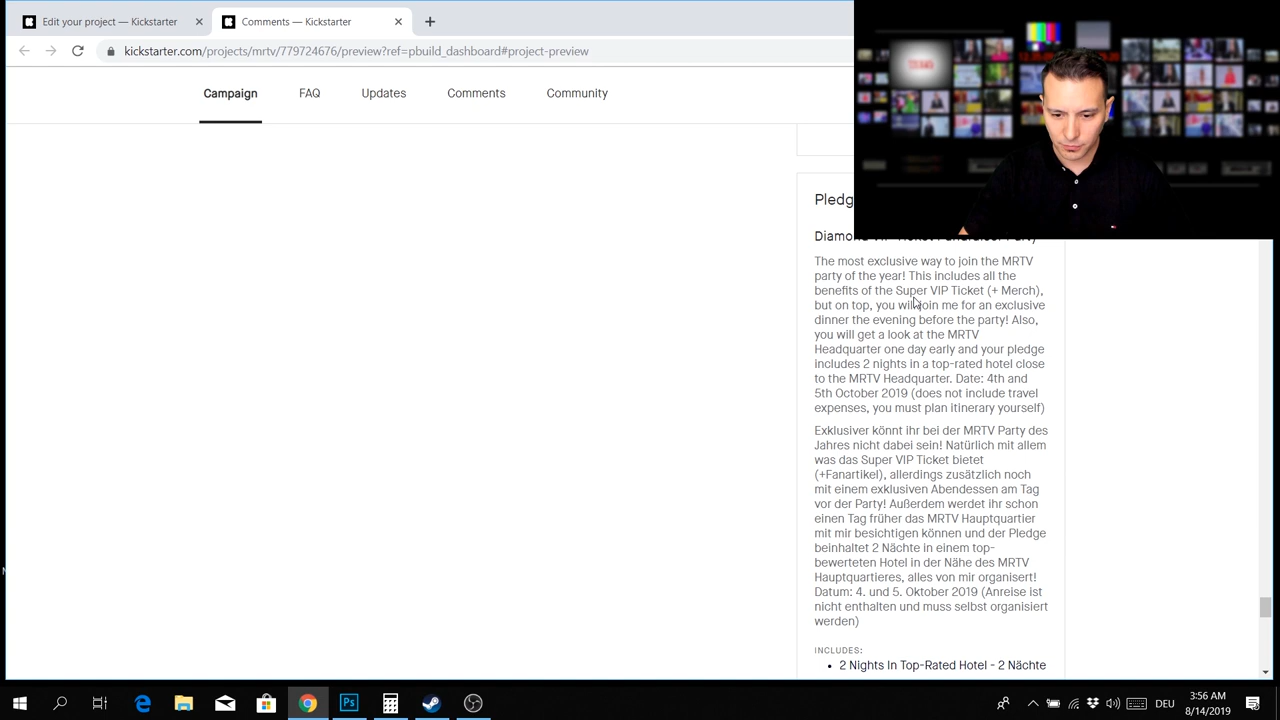 Edit your project — Kickstarter
Comments — Kickstarter
kickstarter.com/projects/mrtv/779724676/preview?ref=pbuild_dashboard#project-preview
Campaign
FAQ
Updates
Comments
Community
The most exclusive way to join the MRTV
party of the year! This includes all the
benefits of the Super VIP Ticket (+ Merch),
but on top, you will join me for an exclusive
dinner the evening before the party! Also,
you will get a look at the MRTV
Headquarter one day early and your pledge
includes 2 nights in a top-rated hotel close
to the MRTV Headquarter. Date: 4th and
5th October 2019 (does not include travel
expenses, you must plan itinerary yourself)
Exklusiver könnt ihr bei der MRTV Party des
Jahres nicht dabei sein! Natürlich mit allem
was das Super VIP Ticket bietet
(+Fanartikel), allerdings zusätzlich noch
mit einem exklusiven Abendessen am Tag
vor der Party! Außerdem werdet ihr schon
einen Tag früher das MRTV Hauptquartier
mit mir besichtigen können und der Pledge
beinhaltet 2 Nächte in einem top-
bewerteten Hotel in der Nähe des MRTV
Hauptquartieres, alles von mir organisiert!
Datum: 4. und 5. Oktober 2019 (Anreise ist
nicht enthalten und muss selbst organisiert
werden)
INCLUDES:
• 2 Nights In Top-Rated Hotel - 2 Nächte
Ps
DEU
3:56 AM
8/14/2019